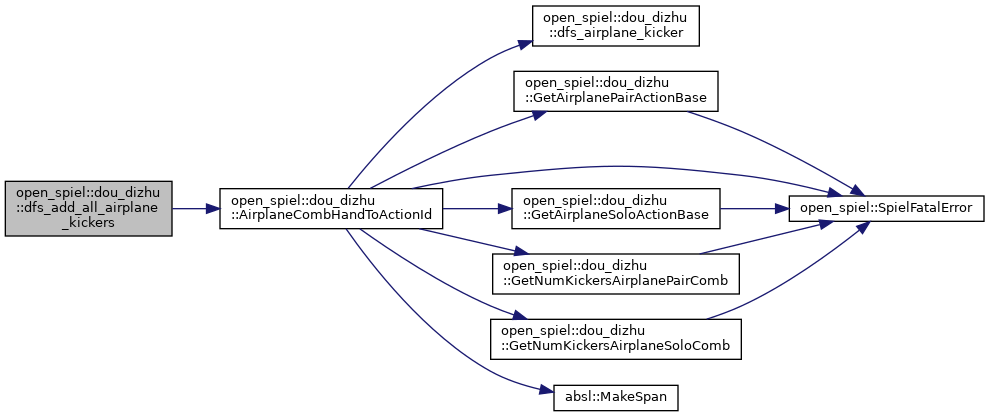 open_spiel::dou_dizhu
::dfs_add_all_airplane
_kickers
open_spiel::dou_dizhu
::AirplaneCombHandToActionId
open_spiel::dou_dizhu
::dfs_airplane_kicker
open_spiel::dou_dizhu
::GetAirplanePairActionBase
open_spiel::dou_dizhu
::GetAirplaneSoloActionBase
open_spiel::dou_dizhu
::GetNumKickersAirplanePairComb
open_spiel::dou_dizhu
::GetNumKickersAirplaneSoloComb
absl::MakeSpan
open_spiel::SpielFatalError